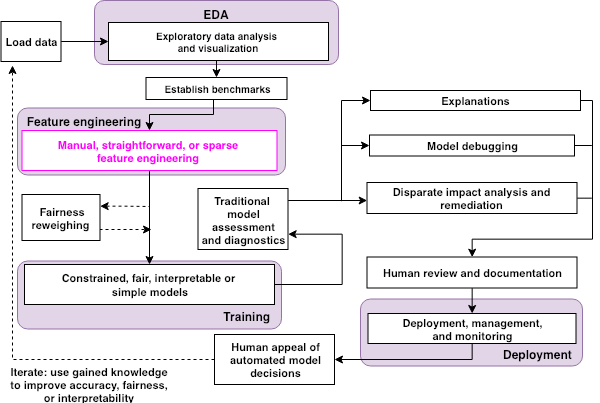 EDA
Load data
Exploratory data analysis
and visualization
Establish benchmarks
Feature engineering
Manual, straightforward, or sparse
feature engineering
Explanations
Model debugging
Disparate impact analysis and
remediation
Fairness
reweighing
Traditional
model
assessment
and diagnostics
Constrained, fair, interpretable or
simple models
Training
Human review and documentation
Deployment, management,
and monitoring
Deployment
Human appeal of
automated model
decisions
Iterate: use gained knowledge
to improve accuracy, fairness,
or interpretability